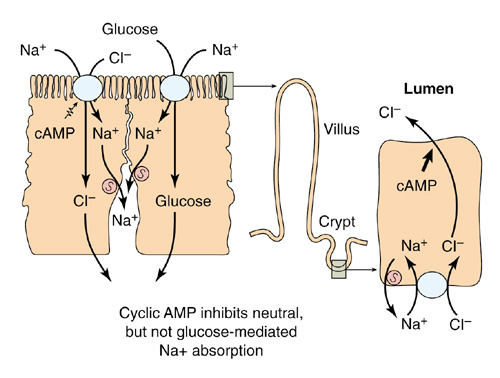 Glucose
Na⁺
Cl⁻
Na⁺
cAMP
Na⁺
Na⁺
S
S
Cl⁻
Na⁺
Glucose
Villus
Crypt
Lumen
Cl⁻
cAMP
Na⁺
Cl⁻
S
Na⁺
Cl⁻
Cyclic AMP inhibits neutral,
but not glucose-mediated
Na+ absorption